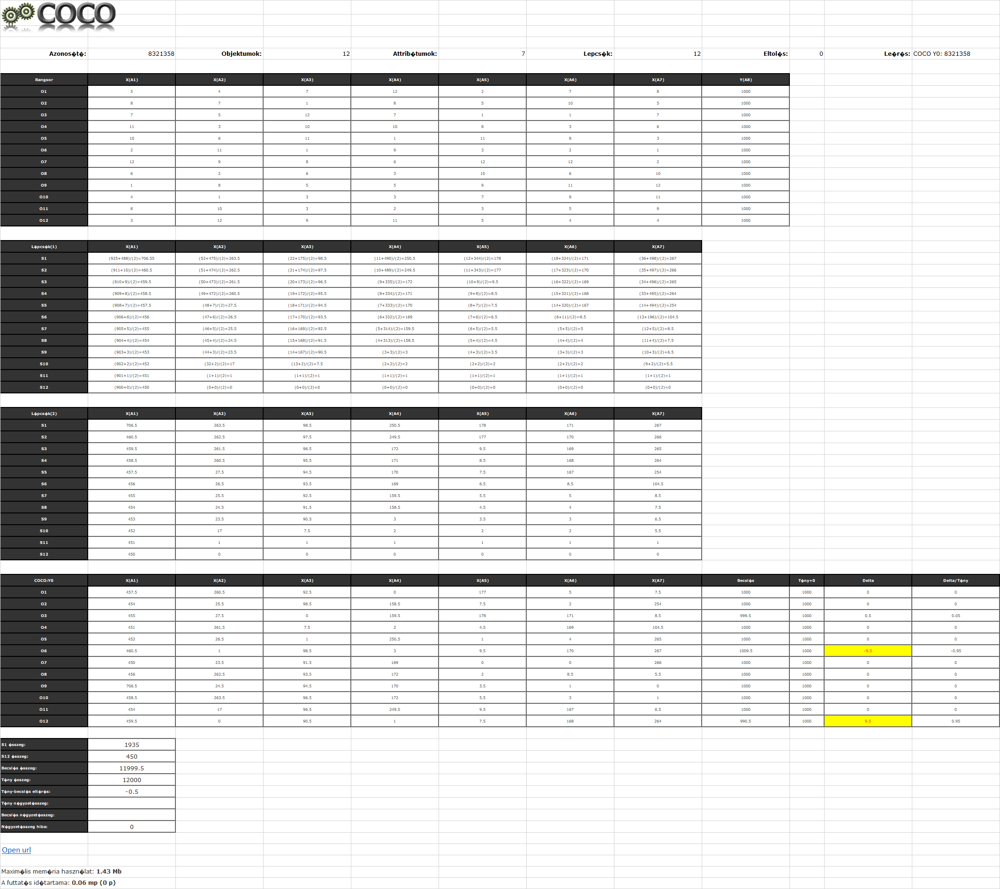 COCO
Azonos�t�: 8321358 Objektumok: 12 Attrib�tumok: 7 Lepcs�k: 12 Eltol�s: 0 Le�r�s: COCO Y0: 8321358
Rangsor X(A1) X(A2) X(A3) X(A4) X(A5) X(A6) X(A7) Y(A8)
O1 5 4 7 12 2 7 8 1000
O2 8 7 1 8 5 10 5 1000
O3 7 5 12 7 1 1 7 1000
O4 11 3 10 10 8 3 6 1000
O5 10 6 11 1 11 8 3 1000
O6 2 11 1 9 3 2 1 1000
O7 12 9 8 6 12 12 2 1000
O8 6 2 6 3 10 6 10 1000
O9 1 8 5 5 9 11 12 1000
O10 4 1 3 3 7 9 11 1000
O11 8 10 3 2 3 5 9 1000
O12 3 12 9 11 5 4 4 1000
L�pcs�k(1) X(A1) X(A2) X(A3) X(A4) X(A5) X(A6) X(A7)
S1 (925+488)/(2)=706.55 (52+475)/(2)=263.5 (22+175)/(2)=98.5 (11+490)/(2)=250.5 (12+344)/(2)=178 (18+324)/(2)=171 (36+498)/(2)=267
S2 (911+10)/(2)=460.5 (51+474)/(2)=262.5 (21+174)/(2)=97.5 (10+489)/(2)=249.5 (11+343)/(2)=177 (17+323)/(2)=170 (35+497)/(2)=266
S3 (910+9)/(2)=459.5 (50+473)/(2)=261.5 (20+173)/(2)=96.5 (9+335)/(2)=172 (10+9)/(2)=9.5 (16+322)/(2)=169 (34+496)/(2)=265
S4 (909+8)/(2)=458.5 (49+472)/(2)=260.5 (19+172)/(2)=95.5 (8+334)/(2)=171 (9+8)/(2)=8.5 (15+321)/(2)=168 (33+495)/(2)=264
S5 (908+7)/(2)=457.5 (48+7)/(2)=27.5 (18+171)/(2)=94.5 (7+333)/(2)=170 (8+7)/(2)=7.5 (14+320)/(2)=167 (14+494)/(2)=254
S6 (906+6)/(2)=456 (47+6)/(2)=26.5 (17+170)/(2)=93.5 (6+332)/(2)=169 (7+6)/(2)=6.5 (6+11)/(2)=8.5 (13+196)/(2)=104.5
S7 (905+5)/(2)=455 (46+5)/(2)=25.5 (16+169)/(2)=92.5 (5+314)/(2)=159.5 (6+5)/(2)=5.5 (5+5)/(2)=5 (12+5)/(2)=8.5
S8 (904+4)/(2)=454 (45+4)/(2)=24.5 (15+168)/(2)=91.5 (4+313)/(2)=158.5 (5+4)/(2)=4.5 (4+4)/(2)=4 (11+4)/(2)=7.5
S9 (903+3)/(2)=453 (44+3)/(2)=23.5 (14+167)/(2)=90.5 (3+3)/(2)=3 (4+3)/(2)=3.5 (3+3)/(2)=3 (10+3)/(2)=6.5
S10 (902+2)/(2)=452 (32+2)/(2)=17 (13+2)/(2)=7.5 (2+2)/(2)=2 (2+2)/(2)=2 (2+2)/(2)=2 (9+2)/(2)=5.5
S11 (901+1)/(2)=451 (1+1)/(2)=1 (1+1)/(2)=1 (1+1)/(2)=1 (1+1)/(2)=1 (1+1)/(2)=1 (1+1)/(2)=1
S12 (900+0)/(2)=450 (0+0)/(2)=0 (0+0)/(2)=0 (0+0)/(2)=0 (0+0)/(2)=0 (0+0)/(2)=0 (0+0)/(2)=0
L�pcs�k(2) X(A1) X(A2) X(A3) X(A4) X(A5) X(A6) X(A7)
S1 706.5 263.5 98.5 250.5 178 171 267
S2 460.5 262.5 97.5 249.5 177 170 266
S3 459.5 261.5 96.5 172 9.5 169 265
S4 458.5 260.5 95.5 171 8.5 168 264
S5 457.5 27.5 94.5 170 7.5 167 254
S6 456 26.5 93.5 169 6.5 8.5 104.5
S7 455 25.5 92.5 159.5 5.5 5 8.5
S8 454 24.5 91.5 158.5 4.5 4 7.5
S9 453 23.5 90.5 3 3.5 3 6.5
S10 452 17 7.5 2 2 2 5.5
S11 451 1 1 1 1 1 1
S12 450 0 0 0 0 0 0
COCO:Y0 X(A1) X(A2) X(A3) X(A4) X(A5) X(A6) X(A7) Becsl�s T�ny+0 Delta Delta/T�ny
O1 457.5 260.5 92.5 0 177 5 7.5 1000 1000 0 0
O2 454 25.5 98.5 158.5 7.5 2 254 1000 1000 0 0
O3 455 27.5 0 159.5 178 171 8.5 999.5 1000 0.5 0.05
O4 451 261.5 7.5 2 4.5 169 104.5 1000 1000 0 0
O5 452 26.5 1 250.5 1 4 265 1000 1000 0 0
O6 460.5 1 98.5 3 9.5 170 267 1009.5 1000 -9.5 -0.95
O7 450 23.5 91.5 169 0 0 266 1000 1000 0 0
O8 456 262.5 93.5 172 2 8.5 5.5 1000 1000 0 0
O9 706.5 24.5 94.5 170 3.5 1 0 1000 1000 0 0
O10 458.5 263.5 96.5 172 5.5 3 1 1000 1000 0 0
O11 454 17 96.5 249.5 9.5 167 6.5 1000 1000 0 0
O12 459.5 0 90.5 1 7.5 168 264 990.5 1000 9.5 0.95
S1 �sszeg: 1935
S12 �sszeg: 450
Becsl�s �sszeg: 11999.5
T�ny �sszeg: 12000
T�ny-becsl�s elt�r�s: -0.5
T�ny n�gyzet�sszeg:
Becsl�s n�gyzet�sszeg:
N�gyzet�sszeg hiba: 0
Open url
Maxim�lis mem�ria haszn�lat: 1.43 Mb
A futtat�s id�tartama: 0.06 mp (0 p)